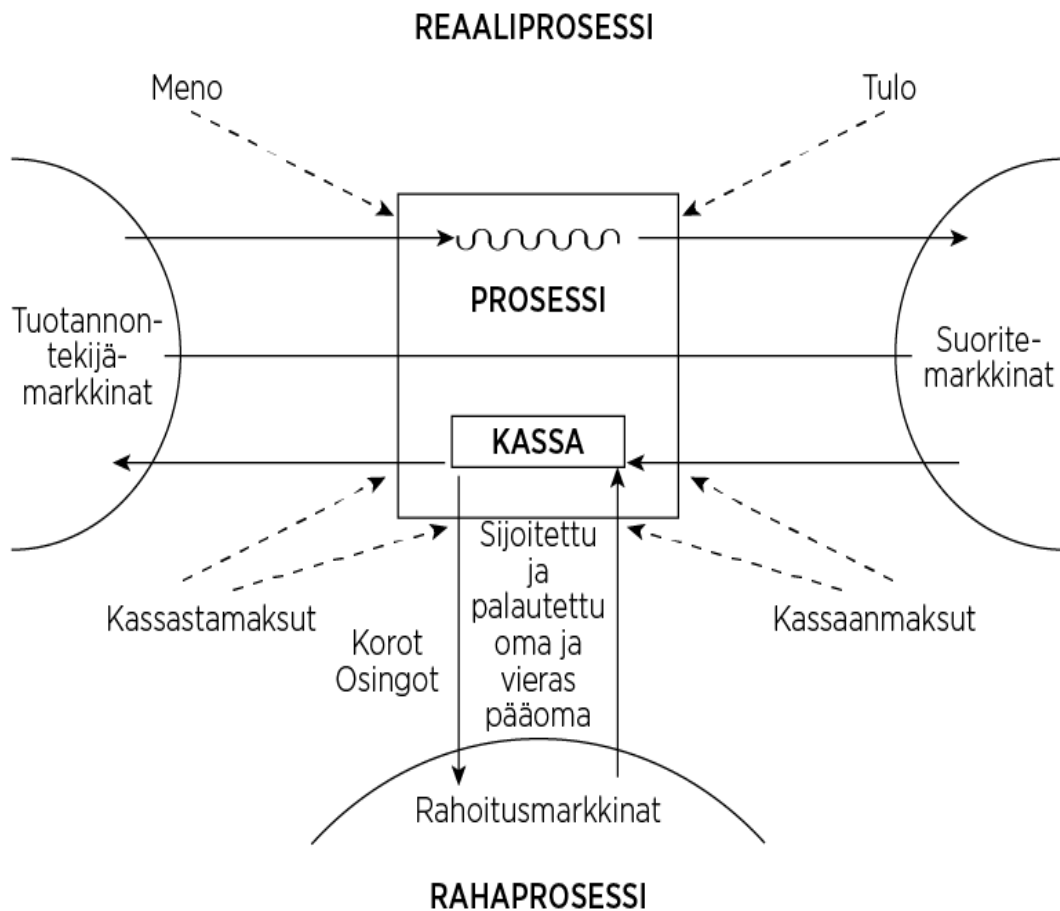 REAALIPROSESSI
Meno
Tulo
PROSESSI
Tuotannon-
tekijä-
markkinat
Suorite-
markkinat
KASSA
Sijoitettu
ja
palautettu
oma ja
vieras
pääoma
Kassastamaksut
Kassaanmaksut
Korot
Osingot
Rahoitusmarkkinat
RAHAPROSESSI